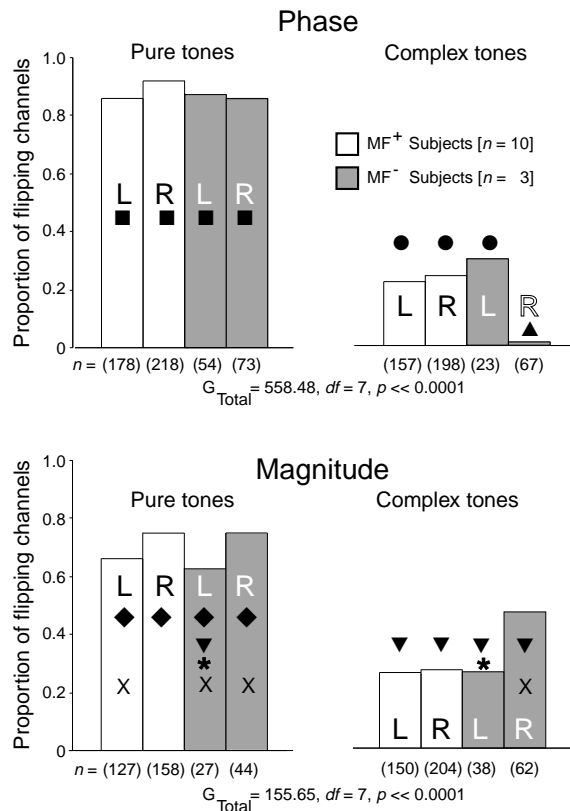 Phase
Pure tones
Complex tones
Proportion of flipping channels
1.0
0.8
0.6
0.4
0.2
0
MF+ Subjects [n = 10]
MF- Subjects [n = 3]
L R L R
L R L R
n = (178) (218) (54) (73)
(157) (198) (23) (67)
G Total = 558.48, df = 7, p << 0.0001
Magnitude
Pure tones
Complex tones
Proportion of flipping channels
1.0
0.8
0.6
0.4
0.2
0
L R L R
*
X X X
*
X
L R L R
n = (127) (158) (27) (44)
(150) (204) (38) (62)
G Total = 155.65, df = 7, p << 0.0001